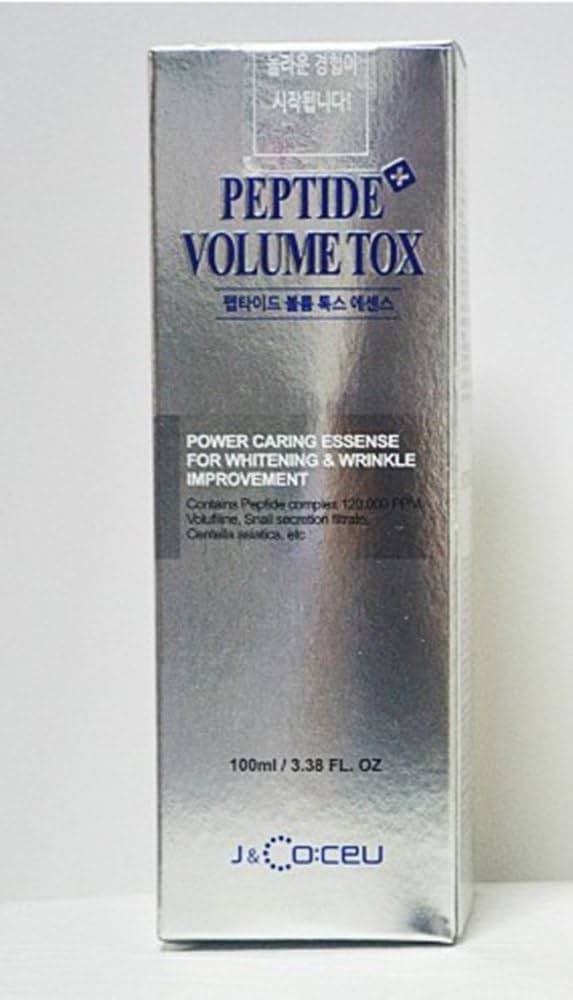 놀라운 경험이
시작됩니다!
PEPTIDE
VOLUME TOX
펩타이드 볼륨 톡스 에센스
POWER CARING ESSENSE
FOR WHITENING & WRINKLE
IMPROVEMENT
Contains Peptide complex 120,000 PPM,
Volufiline, Snail secretion filtrate,
Centella asiatica, etc
100ml / 3.38 FL. OZ
J&Co:ceu